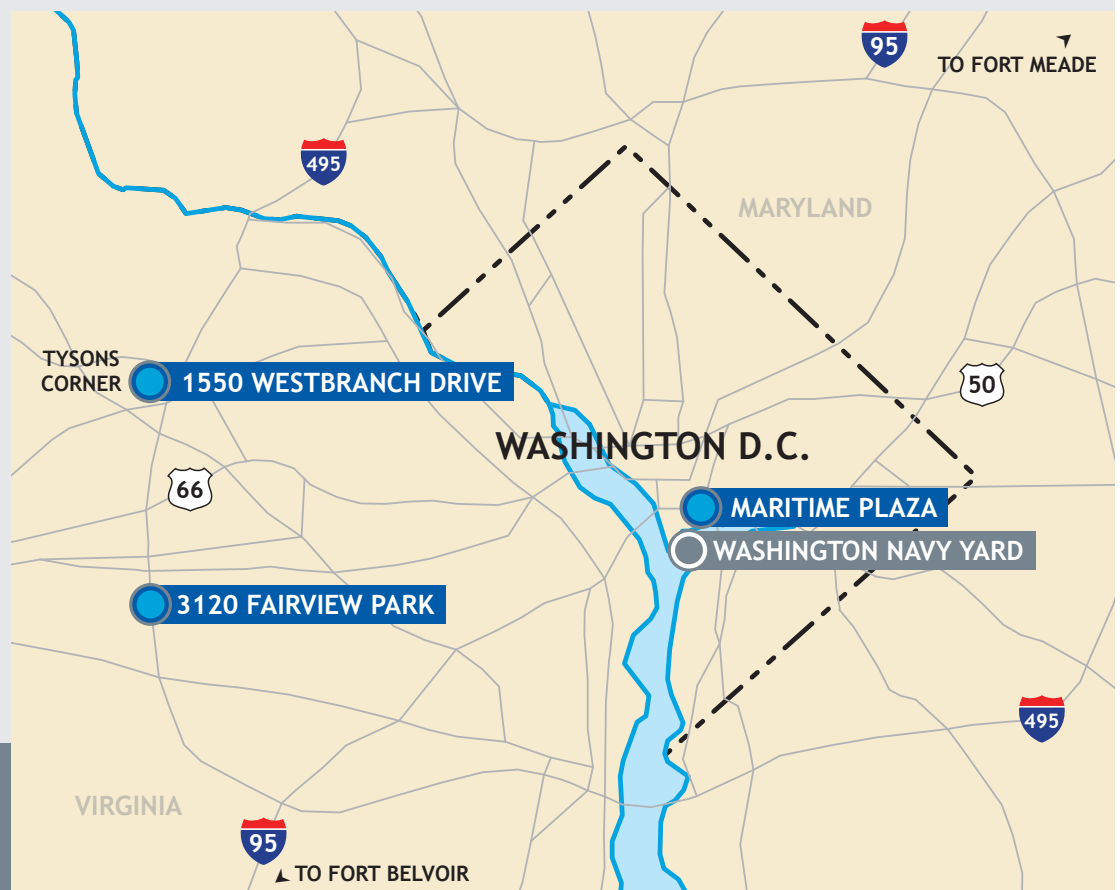 95
TO FORT MEADE
495
MARYLAND
TYSONS
CORNER
1550 WESTBRANCH DRIVE
50
WASHINGTON D.C.
66
MARITIME PLAZA
WASHINGTON NAVY YARD
3120 FAIRVIEW PARK
495
VIRGINIA
95
TO FORT BELVOIR